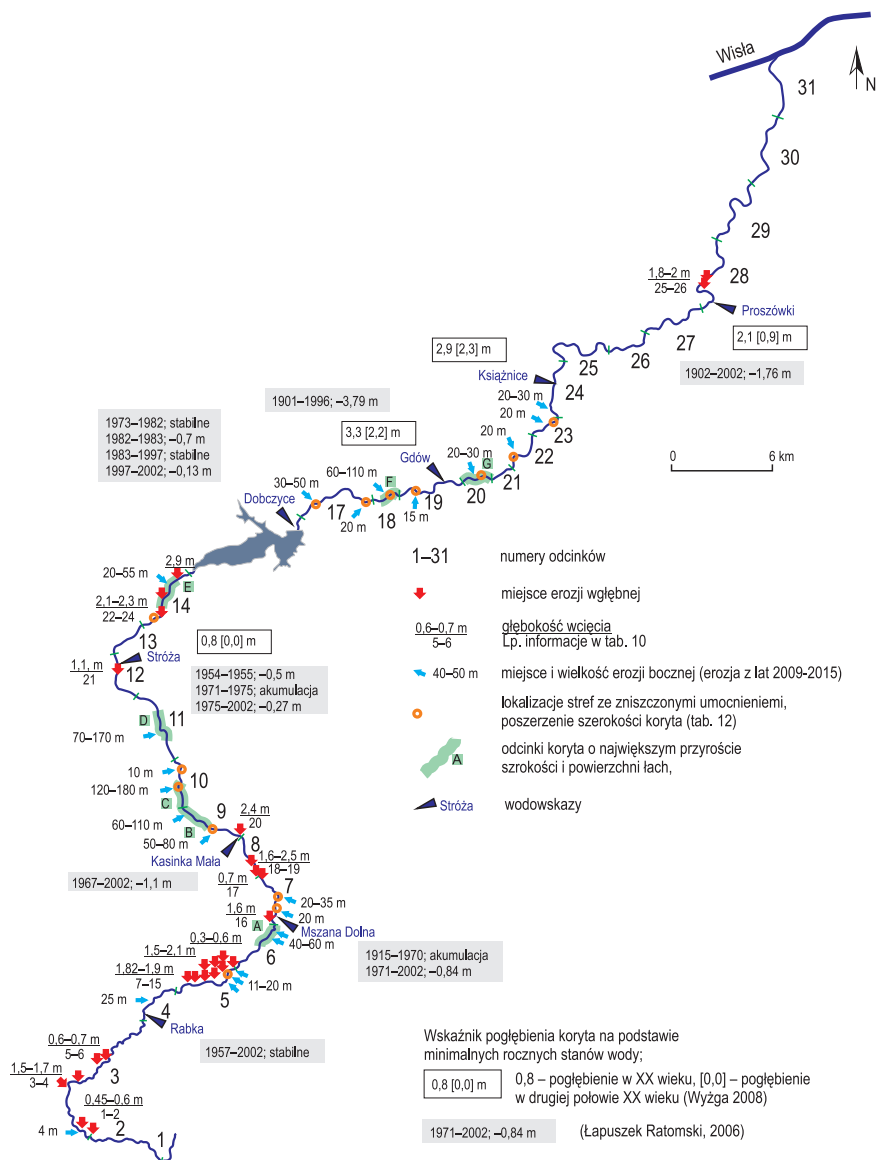 Wisła
N
31
30
29
28
1,8–2 m
25–26
Proszówki
2,1 [0,9] m
27
26
25
2,9 [2,3] m
1902–2002; –1,76 m
Książnice
24
20–30 m
20 m
23
1901–1996; –3,79 m
1973–1982; stabilne
1982–1983; –0,7 m
1983–1997; stabilne
1997–2002; –0,13 m
3,3 [2,2] m
20 m
22
Gdów
20–30 m
G
21
20
0
6 km
60–110 m
F
19
15 m
18
30–50 m
Dobczyce
17
20 m
1–31
numery odcinków
miejsce erozji wgłębnej
0,6–0,7 m
5–6
głębokość wcięcia
Lp. informacje w tab. 10
40–50 m
miejsce i wielkość erozji bocznej (erozja z lat 2009-2015)
lokalizacje stref ze zniszczonymi umocnieniemi,
poszerzenie szerokości koryta (tab. 12)
A
odcinki koryta o największym przyroście
szrokości i powierzchni łach,
Stróża
wodowskazy
2,9 m
20–55 m
E
14
2,1–2,3 m
22–24
13
0,8 [0,0] m
Stróża
1,1, m
21
12
1954–1955; –0,5 m
1971–1975; akumulacja
1975–2002; –0,27 m
D
11
70–170 m
10 m
10
120–180 m
C
9
60–110 m
B
50–80 m
2,4 m
20
8
Kasinka Mała
1,6–2,5 m
18–19
1967–2002; –1,1 m
0,7 m
17
7
20–35 m
1,6 m
16
20 m
A
Mszana Dolna
40–60 m
6
0,3–0,6 m
1,5–2,1 m
1,82–1,9 m
7–15
11–20 m
5
1915–1970; akumulacja
1971–2002; –0,84 m
25 m
4
Rabka
1957–2002; stabilne
0,6–0,7 m
5–6
1,5–1,7 m
3–4
3
0,45–0,6 m
1–2
4 m
2
1
Wskaźnik pogłębienia koryta na podstawie
minimalnych rocznych stanów wody;
0,8 [0,0] m
0,8 – pogłębienie w XX wieku, [0,0] – pogłębienie
w drugiej połowie XX wieku (Wyżga 2008)
1971–2002; –0,84 m
(Łapuszek Ratomski, 2006)